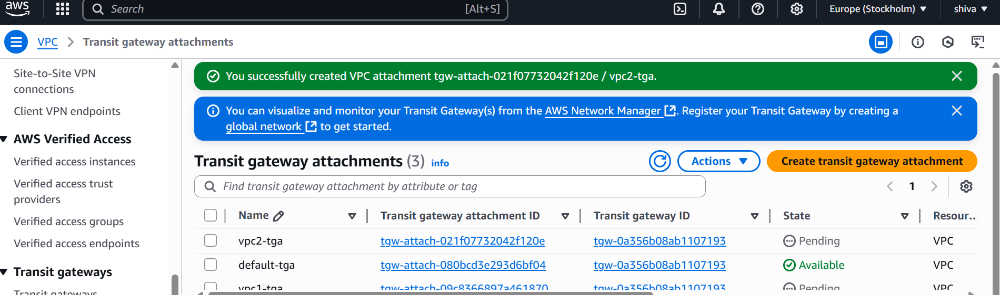 aws
Search
[Alt+S]
Europe (Stockholm)
shiva
VPC
Transit gateway attachments
Site-to-Site VPN
connections
Client VPN endpoints
AWS Verified Access
Verified access instances
Verified access trust
providers
Verified access groups
Verified access endpoints
Transit gateways
Transit gateways
You successfully created VPC attachment tgw-attach-021f07732042f120e / vpc2-tga.
You can visualize and monitor your Transit Gateway(s) from the AWS Network Manager. Register your Transit Gateway by creating a
global network to get started.
Transit gateway attachments (3) info
Actions
Create transit gateway attachment
Find transit gateway attachment by attribute or tag
1
Name Transit gateway attachment ID Transit gateway ID State Resour...
vpc2-tga tgw-attach-021f07732042f120e tgw-0a356b08ab1107193 Pending VPC
default-tga tgw-attach-080bcd3e293d6bf04 tgw-0a356b08ab1107193 Available VPC
vpc1-tga tgw-attach-09c8366897a461870 tgw-0a356b08ab1107193 Pending VPC